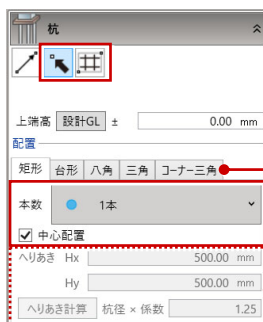 杭
上端高 設計GL ± 0.00 mm
配置
矩形 台形 八角 三角 コーナー三角
本数 1本
中心配置
へりあき Hx 500.00 mm
Hy 500.00 mm
へりあき計算 杭径 × 係数 1.25